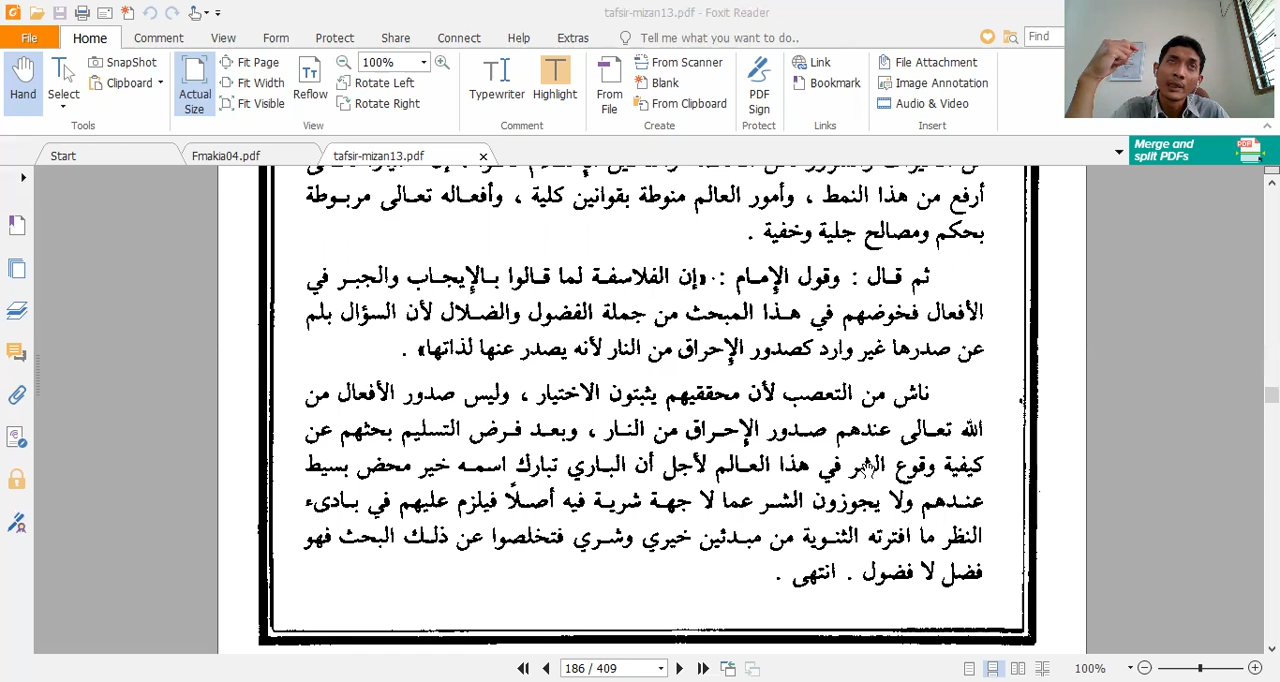 tafsir-mizan13.pdf - Foxit Reader
File Home Comment View Form Protect Share Connect Help Extras Tell me what you want to do.. Find
SnapShot Fit Page 100% From Scanner Link File Attachment
Clipboard Fit Width Blank Bookmark Image Annotation
Hand Select Actual Size Fit Visible Reflow Rotate Left Rotate Right Typewriter Highlight From File From Clipboard PDF Sign Audio & Video
Tools View Comment Create Protect Links Insert
Start Fmakia04.pdf tafsir-mizan13.pdf Merge and split PDFs
أرفع من هذا النمط ، وأمور العالم منوطة بقوانين كلية ، وأفعاله تعالى مربوطة
بحكم ومصالح جلية وخفية .
ثم قال : وقول الإمام : «إن الفلاسفة لما قالوا بالإيجاب والجبر في
الأفعال فخوضهم في هذا المبحث من جملة الفضول والضلال لأن السؤال بلم
عن صدرها غير وارد كصدور الإحراق من النار لأنه يصدر عنها لذاتها» .
ناش من التعصب لأن محققيهم يثبتون الاختيار ، وليس صدور الأفعال من
الله تعالى عندهم صدور الإحراق من النار ، وبعد فرض التسليم بحثهم عن
كيفية وقوع الشر في هذا العالم لأجل أن الباري تبارك اسمه خير محض بسيط
عندهم ولا يجوزون الشر عما لا جهة شرية فيه أصلاً فيلزم عليهم في بادىء
النظر ما افترته الثنوية من مبدئين خيري وشري فتخلصوا عن ذلك البحث فهو
فضل لا فضول . انتهى .
186 / 409 100%